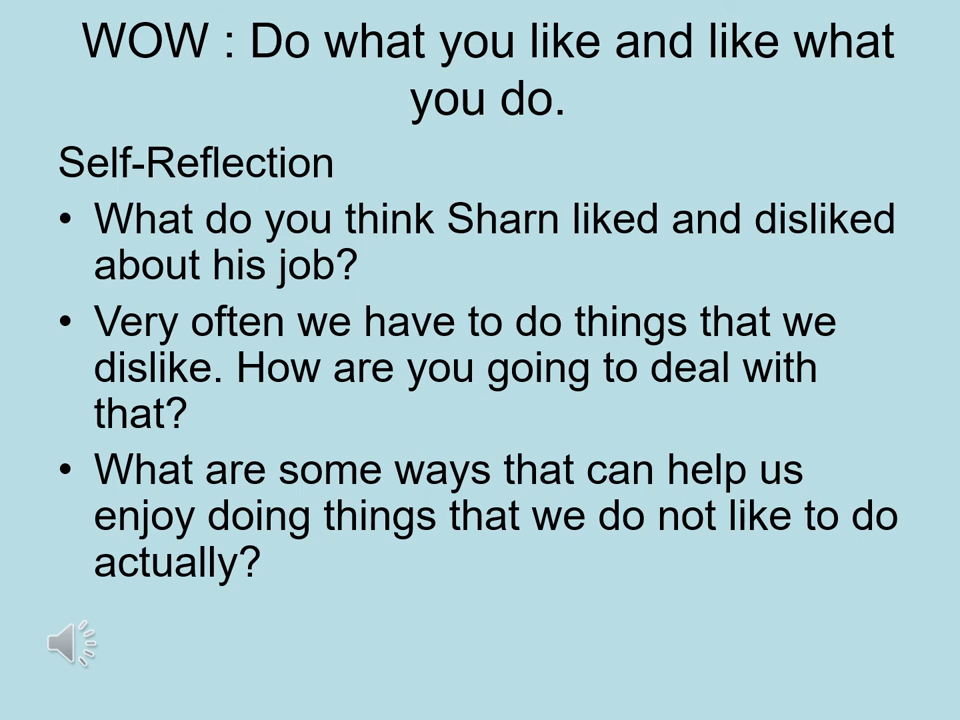 WOW : Do what you like and like what
you do.
Self-Reflection
• What do you think Sharn liked and disliked
about his job?
• Very often we have to do things that we
dislike. How are you going to deal with
that?
• What are some ways that can help us
enjoy doing things that we do not like to do
actually?